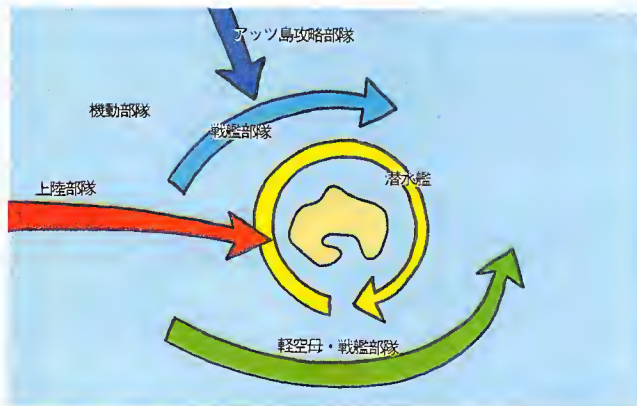 アッツ島攻略部隊
機動部隊
戦艦部隊
上陸部隊
潜水艦
軽空母・戦艦部隊